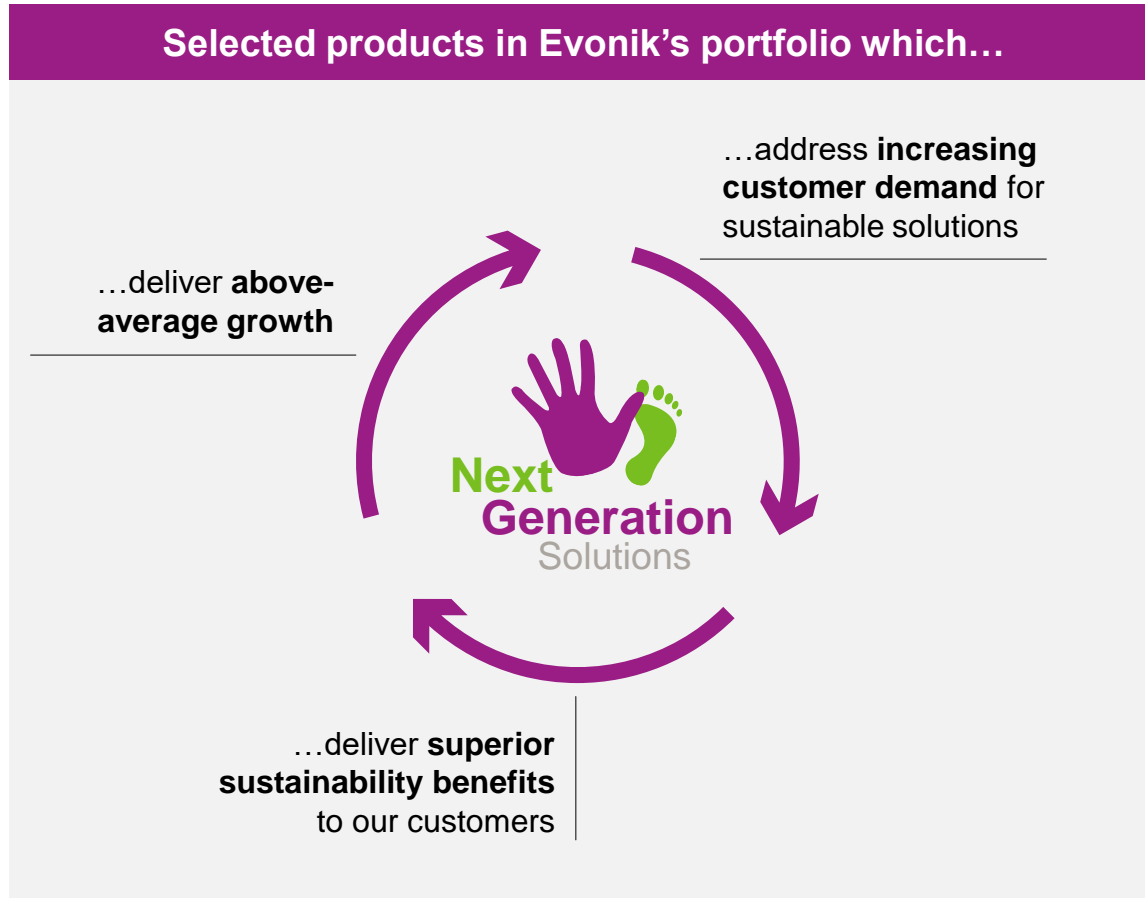 Selected products in Evonik’s portfolio which…
…address increasing
customer demand for
sustainable solutions
…deliver above-
average growth
Next
Generation
Solutions
…deliver superior
sustainability benefits
to our customers